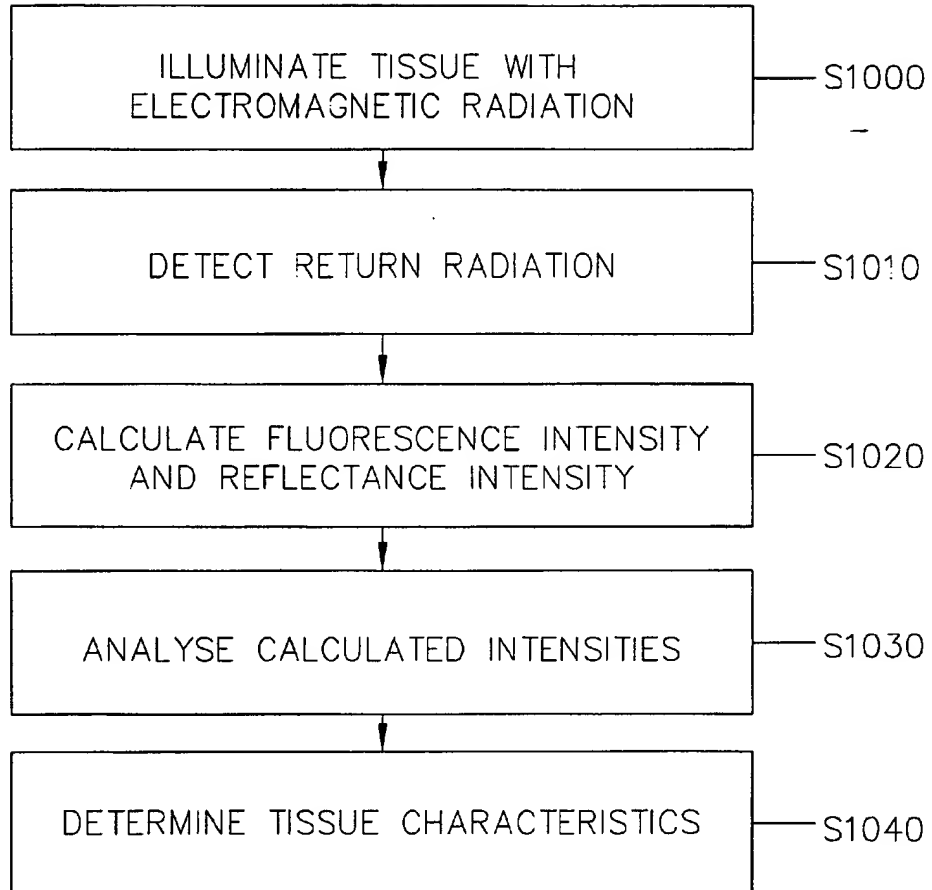 ILLUMINATE TISSUE WITH
ELECTROMAGNETIC RADIATION
S1000
DETECT RETURN RADIATION
S1010
CALCULATE FLUORESCENCE INTENSITY
AND REFLECTANCE INTENSITY
S1020
ANALYSE CALCULATED INTENSITIES
S1030
DETERMINE TISSUE CHARACTERISTICS
S1040